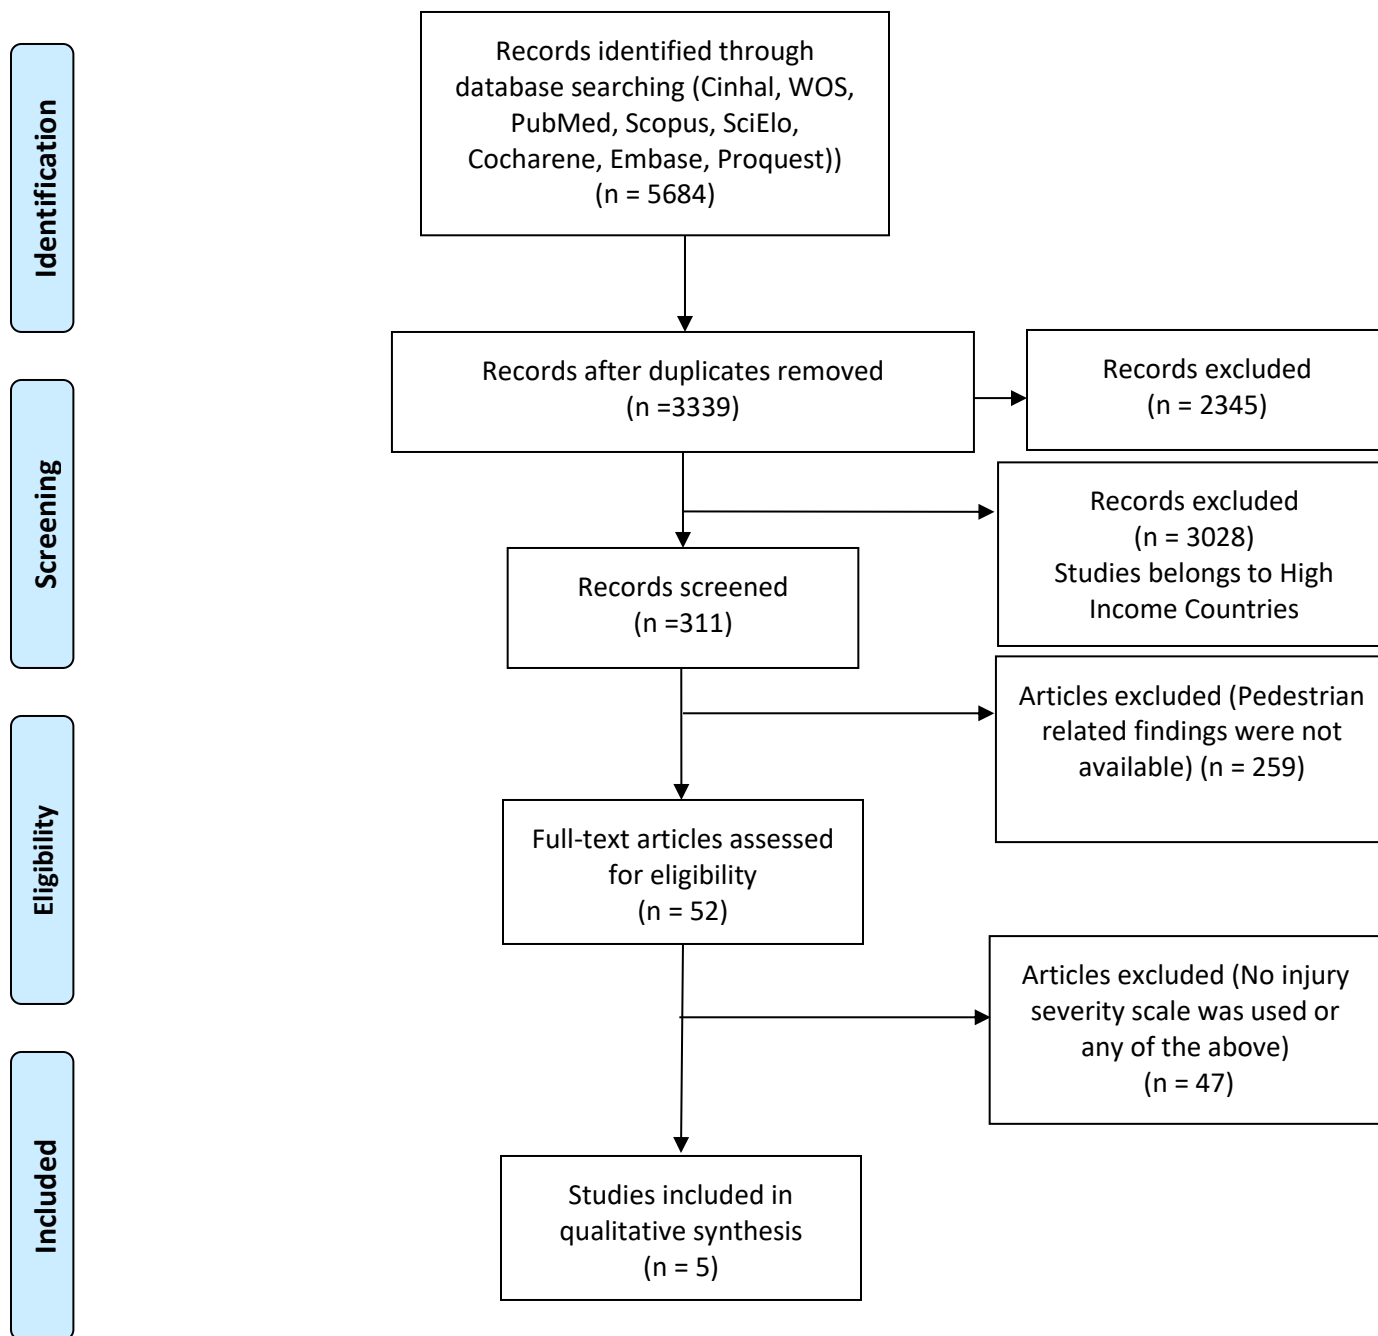 Identification
Records identified through
database searching (Cinhal, WOS,
PubMed, Scopus, SciElo,
Cocharene, Embase, Proquest))
(n = 5684)
Records after duplicates removed
(n =3339)
Records excluded
(n = 2345)
Screening
Records excluded
(n = 3028)
Studies belongs to High
Income Countries
Records screened
(n =311)
Articles excluded (Pedestrian
related findings were not
available) (n = 259)
Eligibility
Full-text articles assessed
for eligibility
(n = 52)
Articles excluded (No injury
severity scale was used or
any of the above)
(n = 47)
Included
Studies included in
qualitative synthesis
(n = 5)